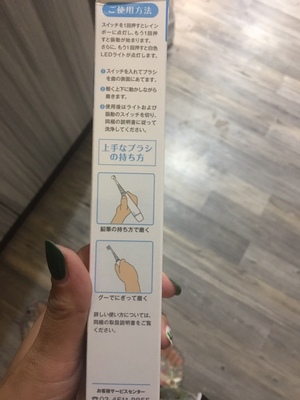 ご使用方法
スイッチを1回押すとレイン
ボーに点灯し、もう1回押
すと振動が始まります。
さらに、もう1回押すと白色
LEDライトが点灯します。
❶スイッチを入れてブラシ
を歯の表面にあてます。
❷軽く上下に動かしながら
磨きます。
❸使用後はライトおよび
振動のスイッチを切り、
同梱の説明書に従って
洗浄してください。
上手なブラシ
の持ち方
鉛筆の持ち方で磨く
グーでにぎって磨く
詳しい使い方については、
同梱の取扱説明書をご覧
ください。
お客様サービスセンター